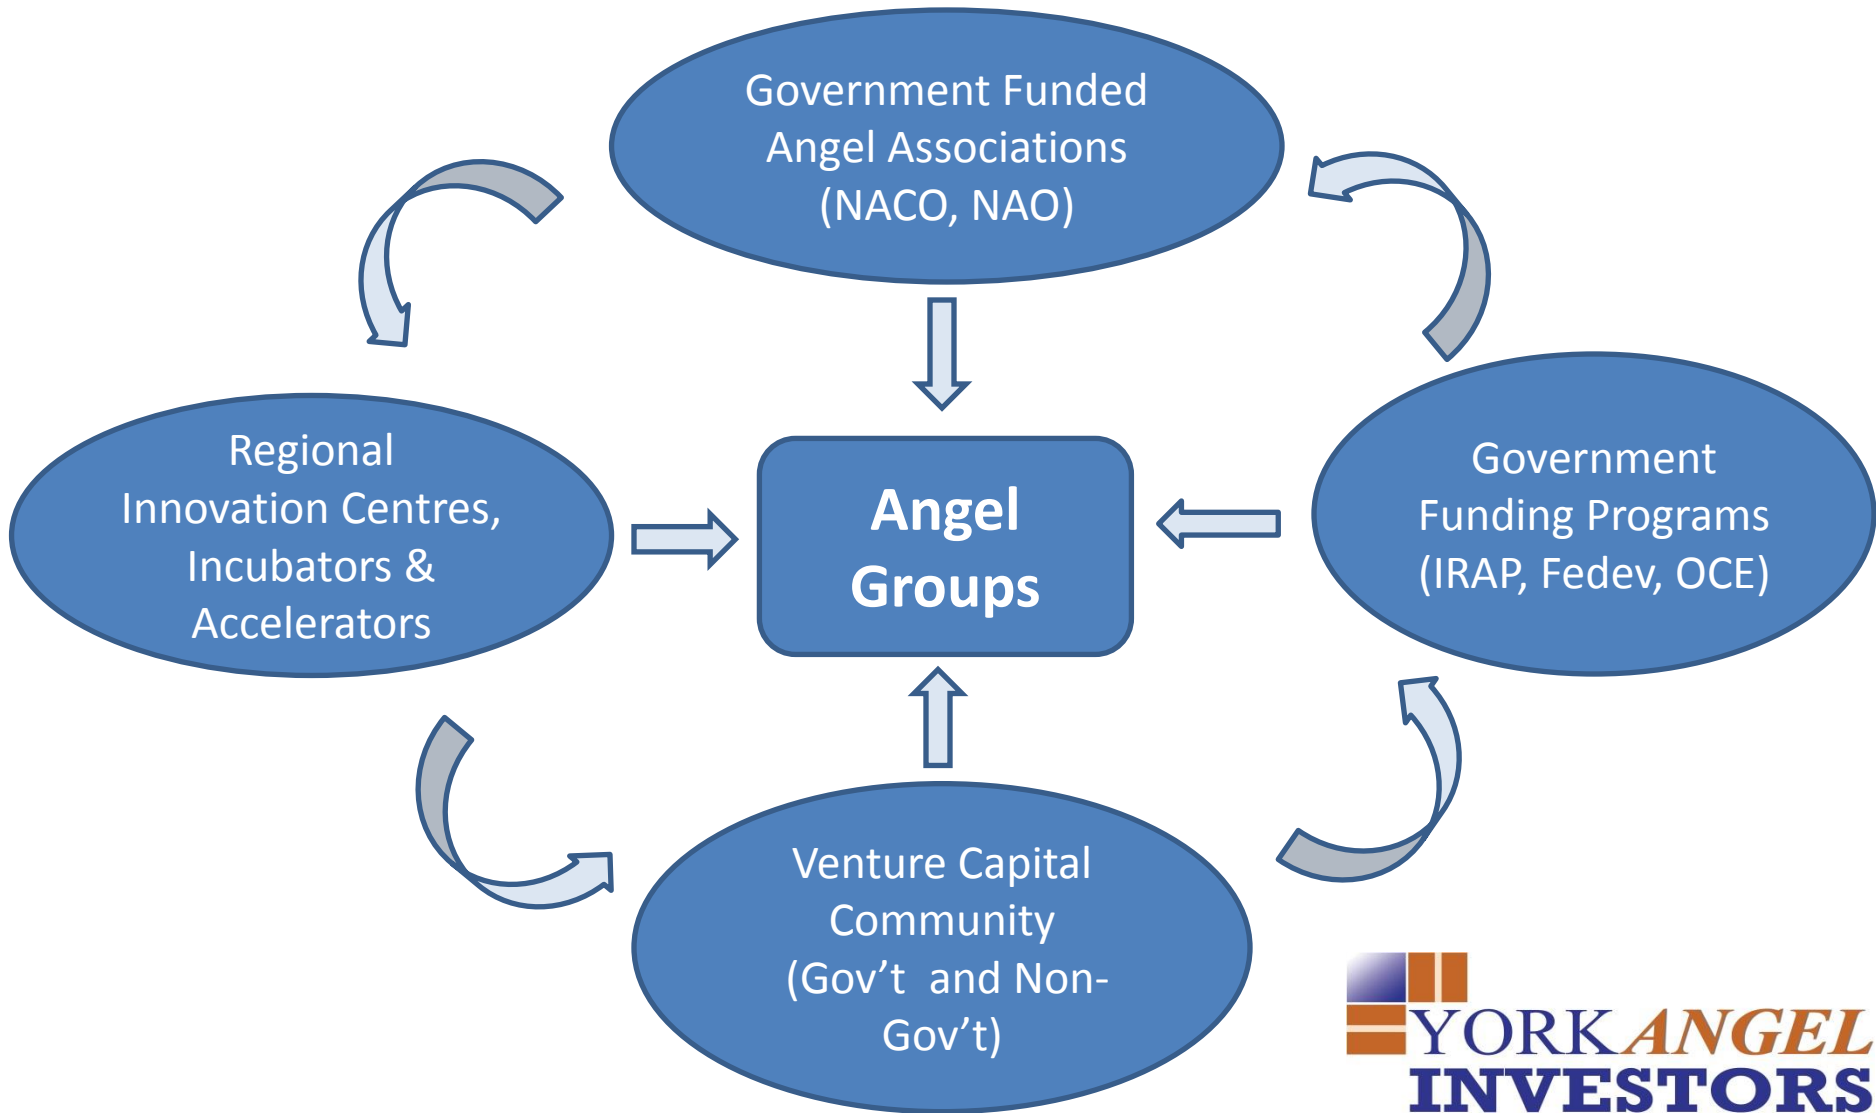 Government Funded
Angel Associations
(NACO, NAO)
Regional
Innovation Centres,
Incubators &
Accelerators
Angel
Groups
Government
Funding Programs
(IRAP, Fedev, OCE)
Venture Capital
Community
(Gov’t  and Non-
Gov’t)
YORK ANGEL
INVESTORS